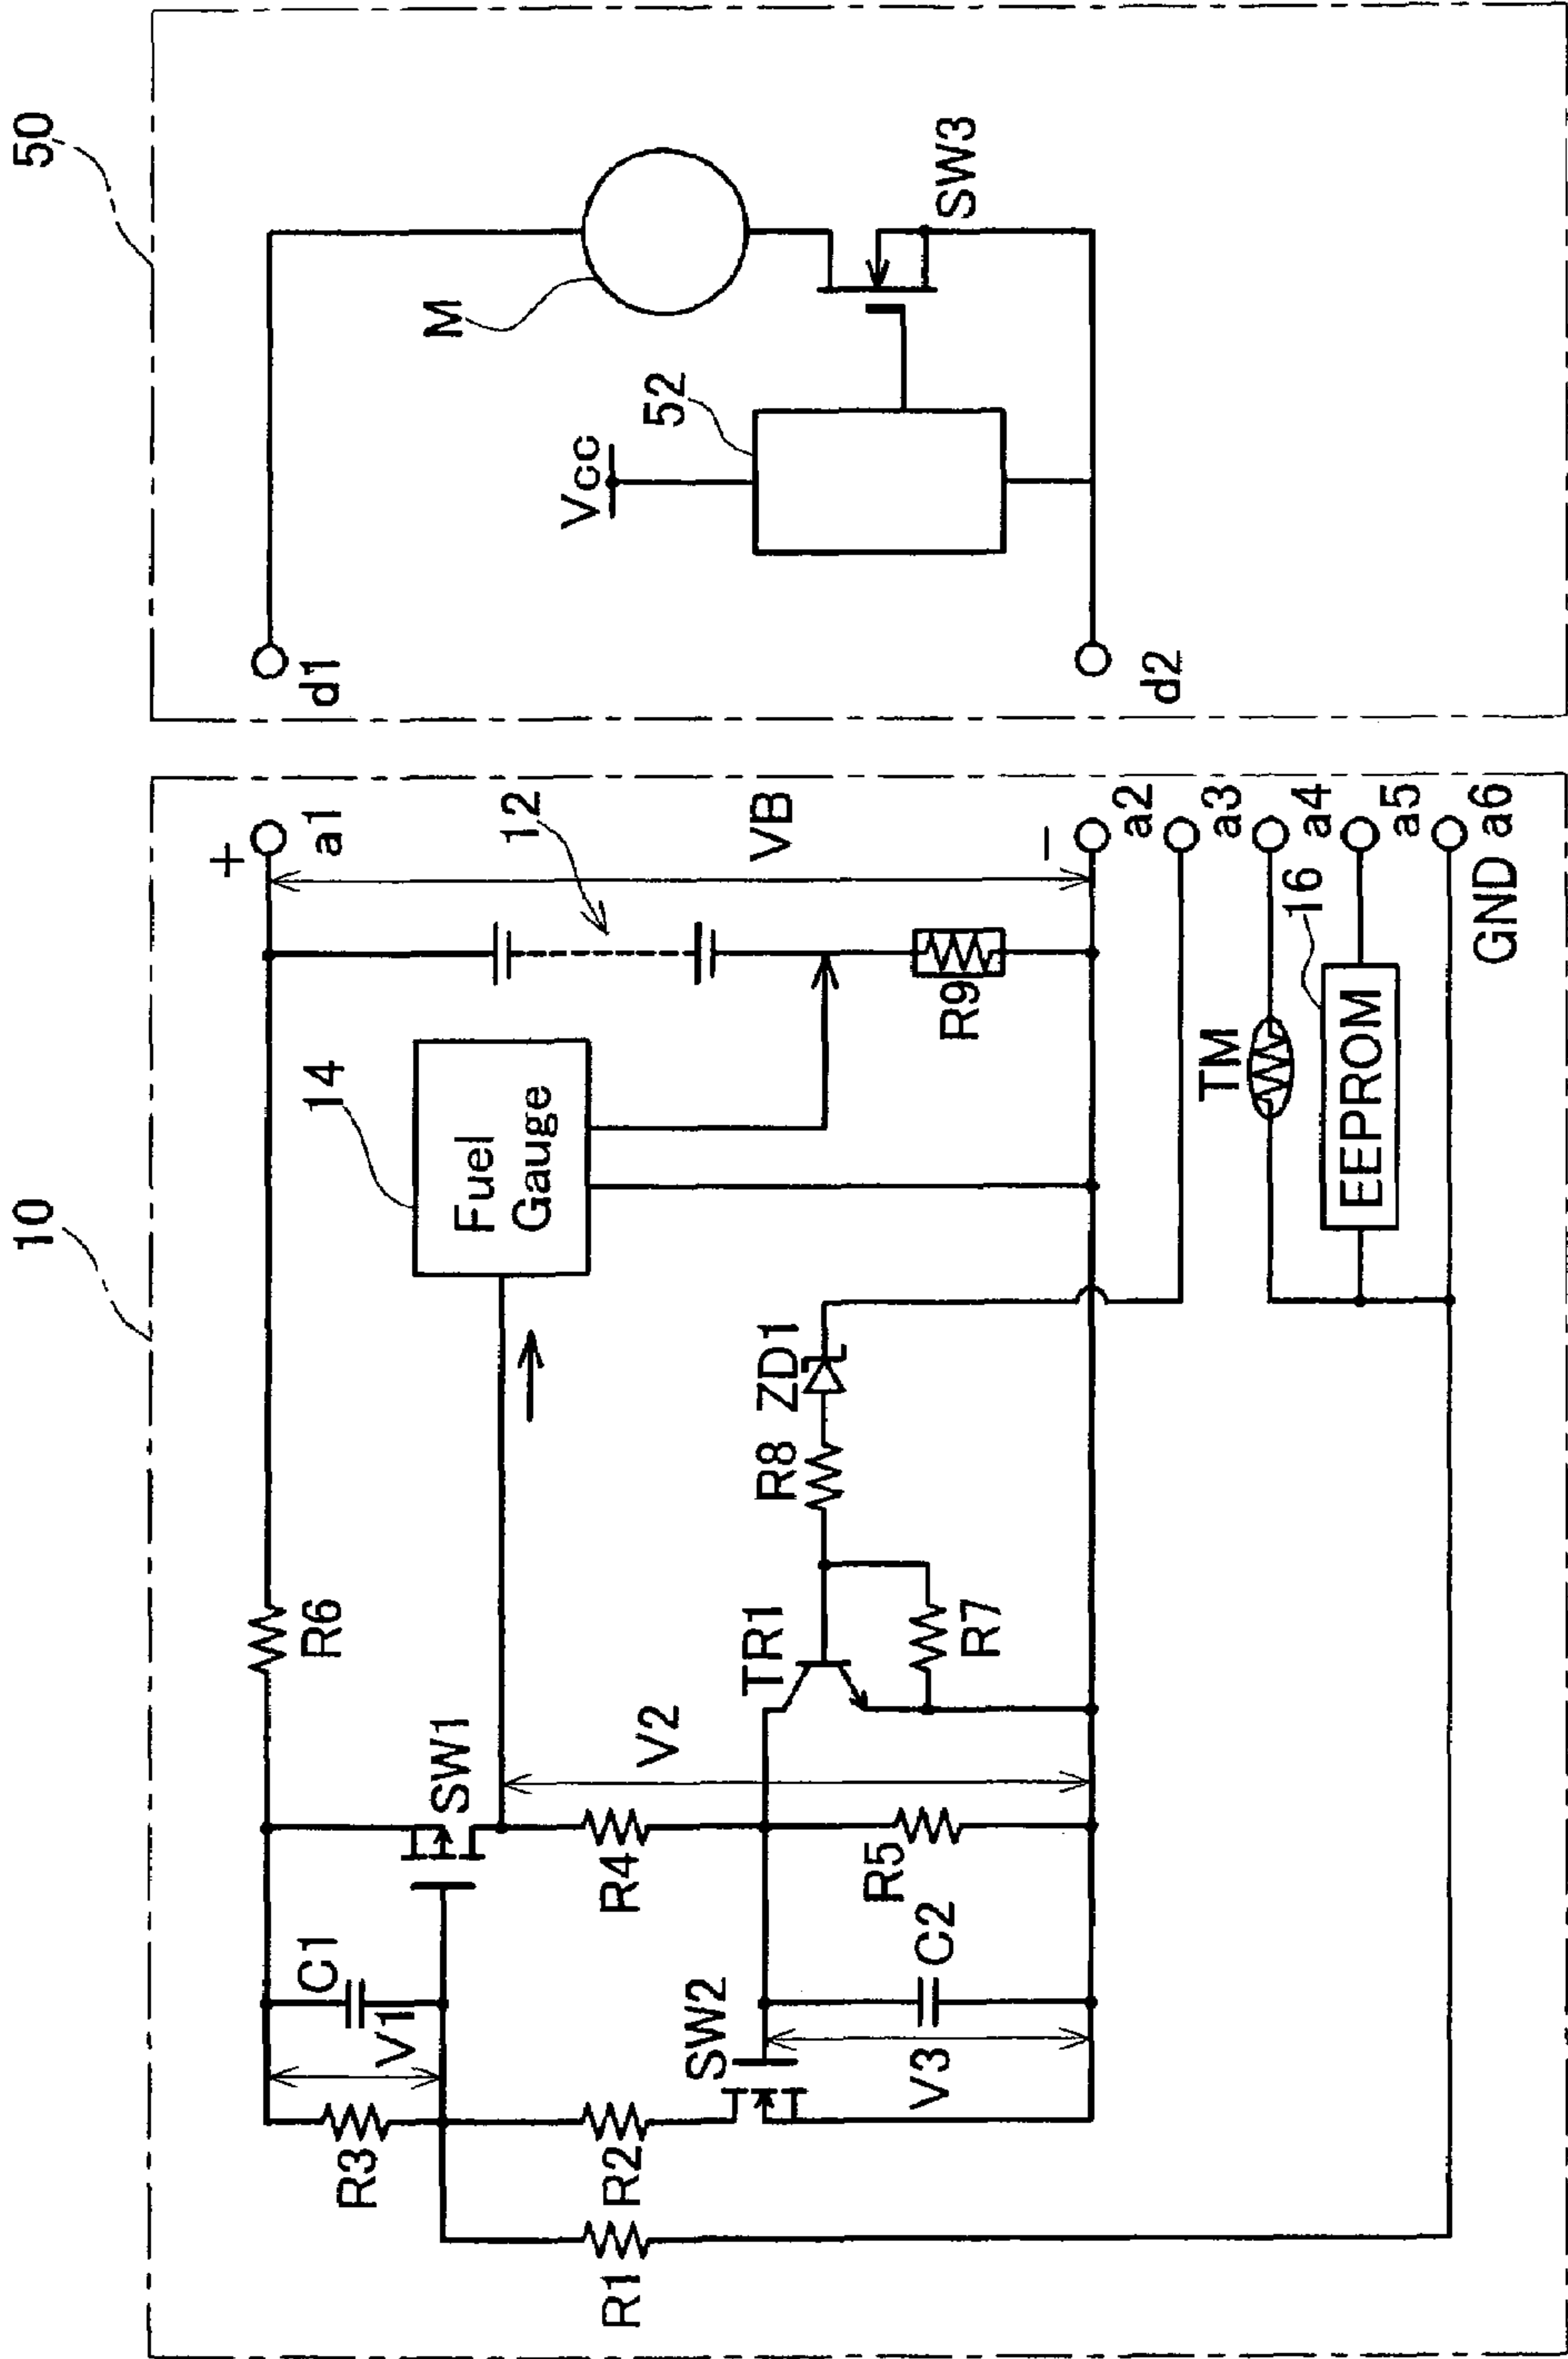 10
50
+
a1
R6
d1
C1
V1
R3
SW1
14
Fuel
Gauge
12
M
Vcc
52
SW3
V2
VB
R4
R2
R1
SW2
TR1
R8
ZD1
V3
C2
R5
R7
R9
−
a2
d2
a3
TM
a4
16
EEPROM
a5
GND a6